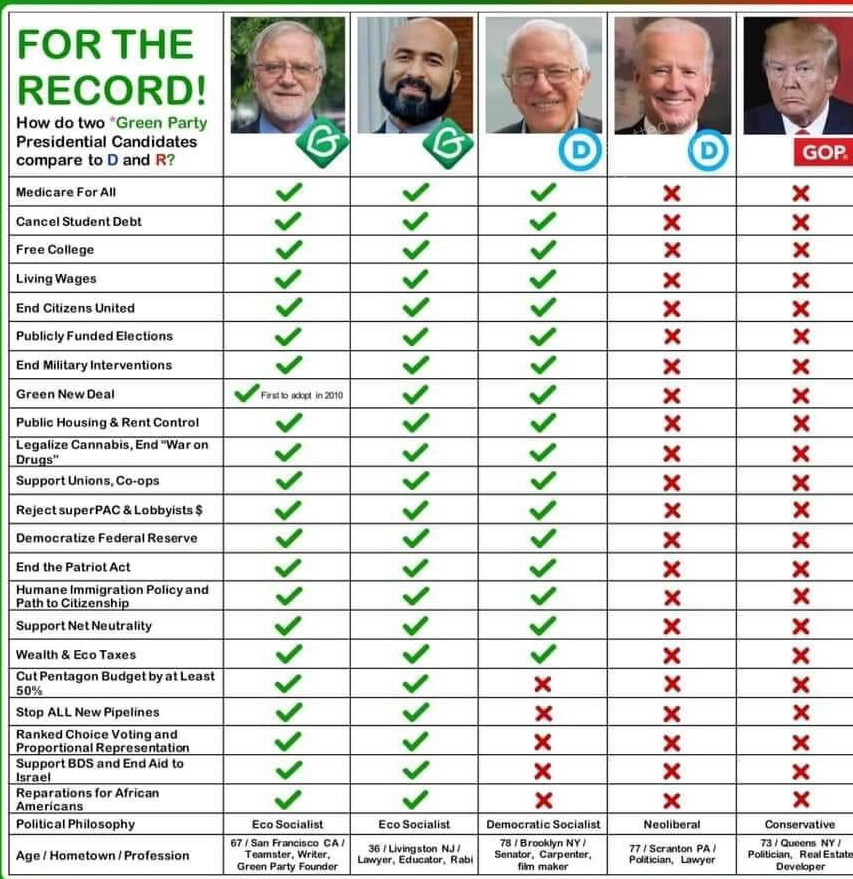 FOR THE
RECORD!
How do two *Green Party
Presidential Candidates
compare to D and R?
D
D
GOP.
Medicare For All
Cancel Student Debt
Free College
Living Wages
End Citizens United
Publicly Funded Elections
End Military Interventions
Green New Deal
First to adopt in 2010
Public Housing & Rent Control
Legalize Cannabis, End "War on
Drugs"
Support Unions, Co-ops
Reject superPAC & Lobbyists $
Democratize Federal Reserve
End the Patriot Act
Humane Immigration Policy and
Path to Citizenship
Support Net Neutrality
Wealth & Eco Taxes
Cut Pentagon Budget by at Least
50%
Stop ALL New Pipelines
Ranked Choice Voting and
Proportional Representation
Support BDS and End Aid to
Israel
Reparations for African
Americans
Political Philosophy
Eco Socialist
Eco Socialist
Democratic Socialist
Neoliberal
Conservative
Age / Hometown / Profession
67 / San Francisco CA /
Teamster, Writer,
Green Party Founder
36 / Livingston NJ /
Lawyer, Educator, Rabi
78 / Brooklyn NY /
Senator, Carpenter,
film maker
77 / Scranton PA /
Politician, Lawyer
73 / Queens NY /
Politician, Real Estate
Developer